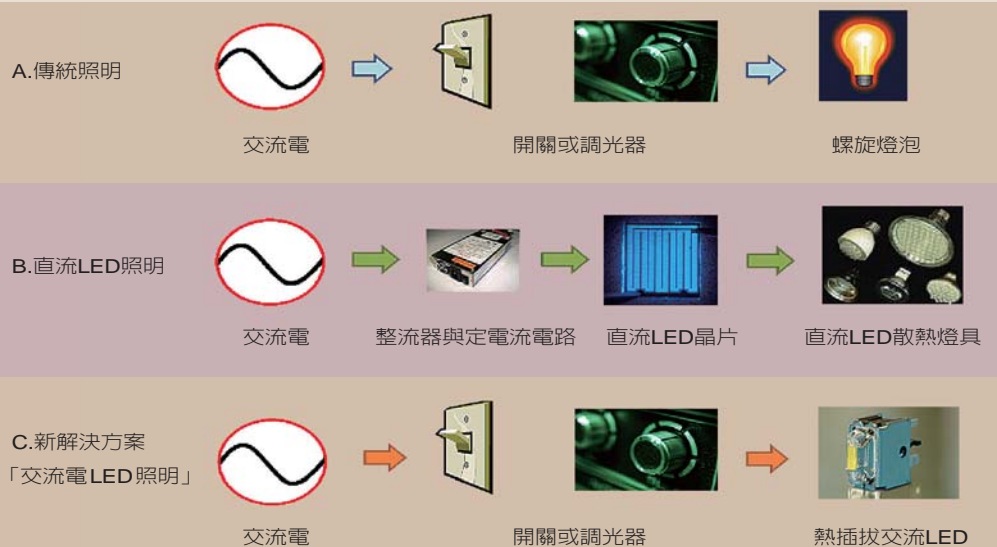 A.傳統照明
交流電
開關或調光器
螺旋燈泡
B.直流LED照明
交流電
整流器與定電流電路
直流LED晶片
直流LED散熱燈具
C.新解決方案
「交流電LED照明」
交流電
開關或調光器
熱插拔交流LED